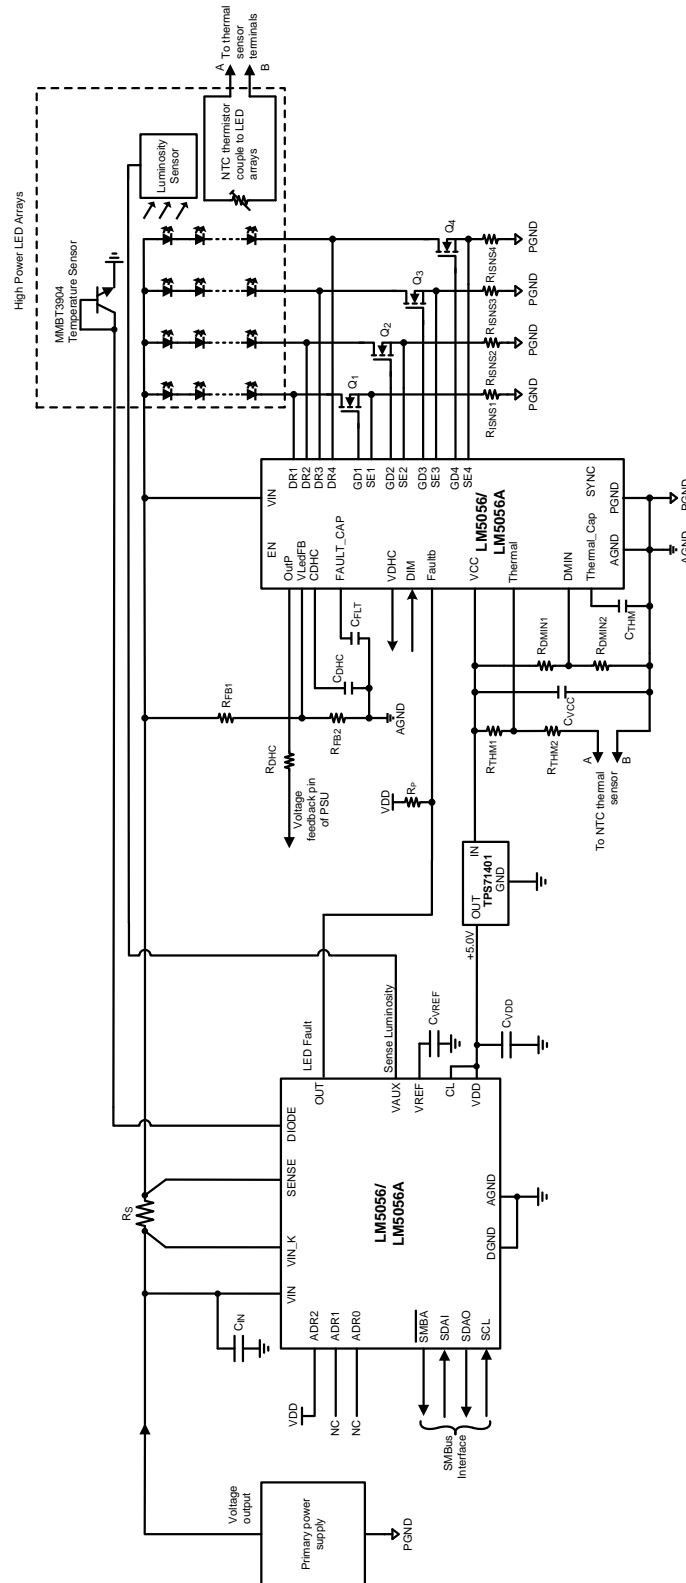 High Power LED Arrays
MMBT3904
Temperature Sensor
Luminosity
Sensor
NTC thermistor
couple to LED
arrays
A
To thermal
sensor
terminals
B
Primary power
supply
Voltage
output
PGND
RS
CIN
VDD
NC
NC
VIN
VIN_K
SENSE
DIODE
ADR2
ADR1
ADR0
SMBA
SDAI
SDAO
SCL
SMBus
Interface
LM5056/
LM5056A
DGND
AGND
OUT
VAUX
VREF
CL
VDD
LED Fault
Sense Luminosity
CVREF
CVDD
+5.0V
OUT
IN
TPS71401
GND
VDD
RP
RDHC
Voltage
feedback pin
of PSU
RFB1
RFB2
CDHC
CFLT
AGND
RTHM1
RTHM2
A
B
To NTC thermal
sensor
CVCC
RDMIN1
RDMIN2
CTHM
VIN
EN
OutP
VLedFB
CDHC
FAULT_CAP
VDHC
DIM
Faultb
VCC
Thermal
DMIN
Thermal_Cap
SYNC
AGND
PGND
LM5056/
LM5056A
DR1
DR2
DR3
DR4
GD1
SE1
GD2
SE2
GD3
SE3
GD4
SE4
AGND
PGND
Q1
Q2
Q3
Q4
RISNS1
RISNS2
RISNS3
RISNS4
PGND
PGND
PGND
PGND